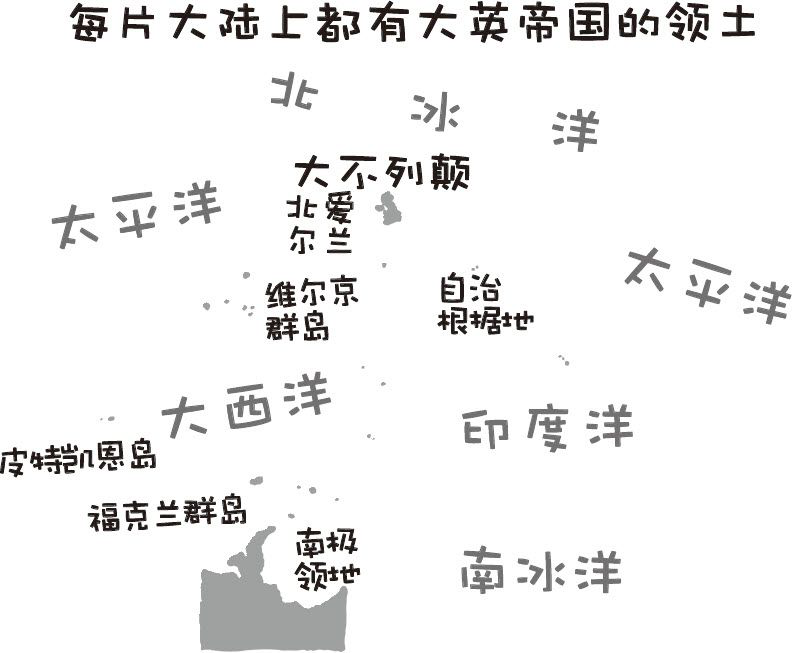 每片大陆上都有大英帝国的领土
北冰洋
大不列颠
北爱
尔兰
太平洋
太平洋
维尔京
群岛
自治
根据地
大西洋
印度洋
皮特凯恩岛
福克兰群岛
南极
领地
南冰洋